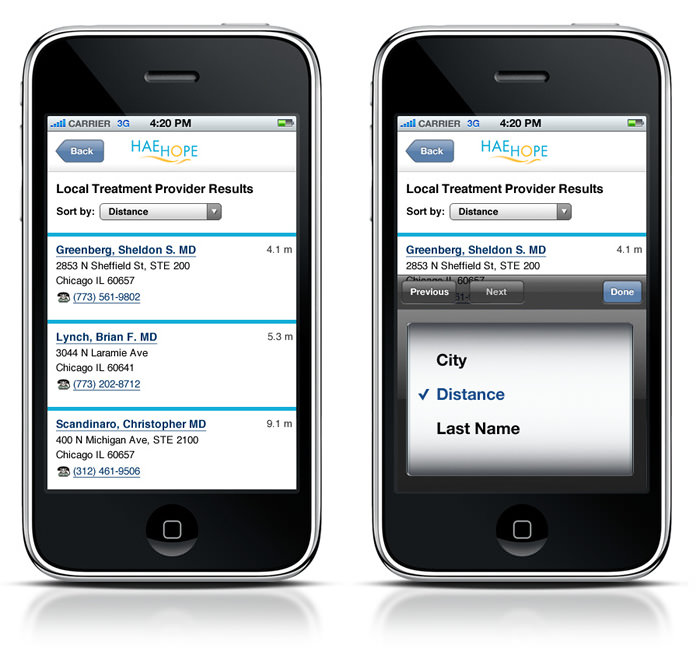 CARRIER 3G 4:20 PM
Back
HAE HOPE
Local Treatment Provider Results
Sort by: Distance
Greenberg, Sheldon S. MD 4.1 m
2853 N Sheffield St, STE 200
Chicago IL 60657
(773) 561-9802
Lynch, Brian F. MD 5.3 m
3044 N Laramie Ave
Chicago IL 60641
(773) 202-8712
Scandinaro, Christopher MD 9.1 m
400 N Michigan Ave, STE 2100
Chicago IL 60657
(312) 461-9506
CARRIER 3G 4:20 PM
Back
HAE HOPE
Local Treatment Provider Results
Sort by: Distance
Greenberg, Sheldon S. MD 4.1 m
2853 N Sheffield St, STE 200
Chicago IL 60657
Previous Next Done
City
✓ Distance
Last Name